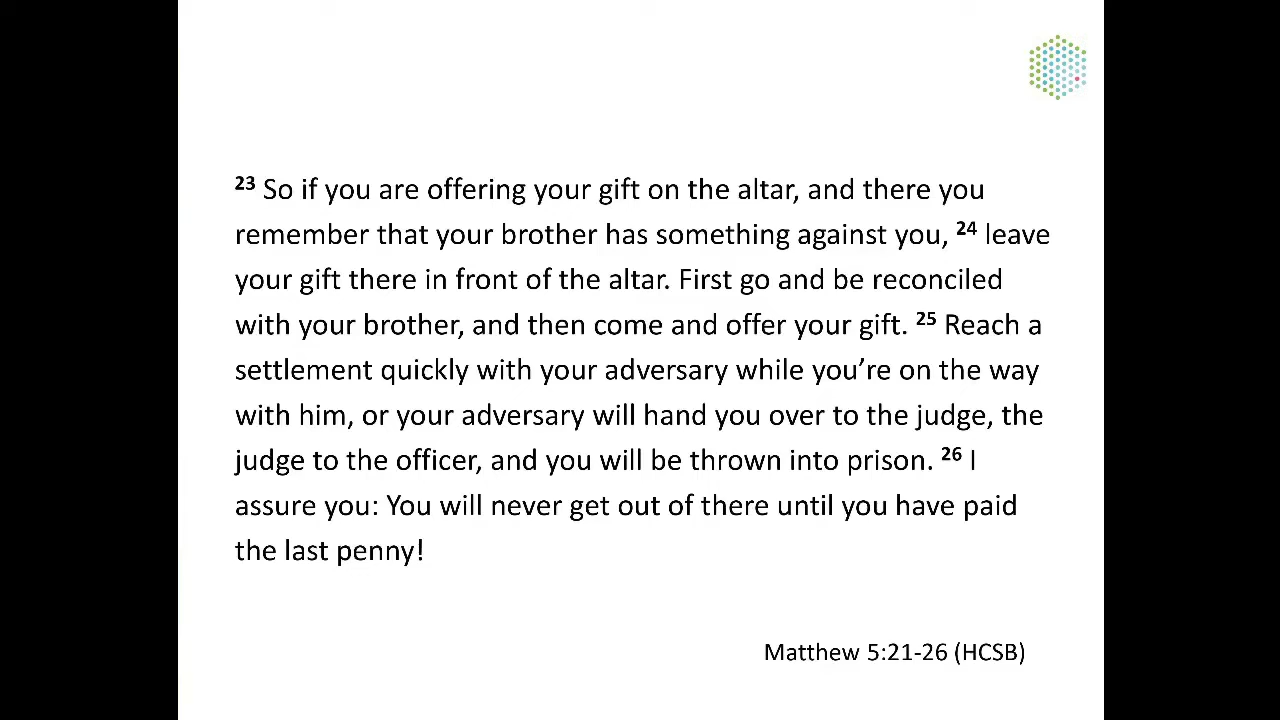 23 So if you are offering your gift on the altar, and there you
remember that your brother has something against you, 24 leave
your gift there in front of the altar. First go and be reconciled
with your brother, and then come and offer your gift. 25 Reach a
settlement quickly with your adversary while you’re on the way
with him, or your adversary will hand you over to the judge, the
judge to the officer, and you will be thrown into prison. 26 I
assure you: You will never get out of there until you have paid
the last penny!
Matthew 5:21-26 (HCSB)